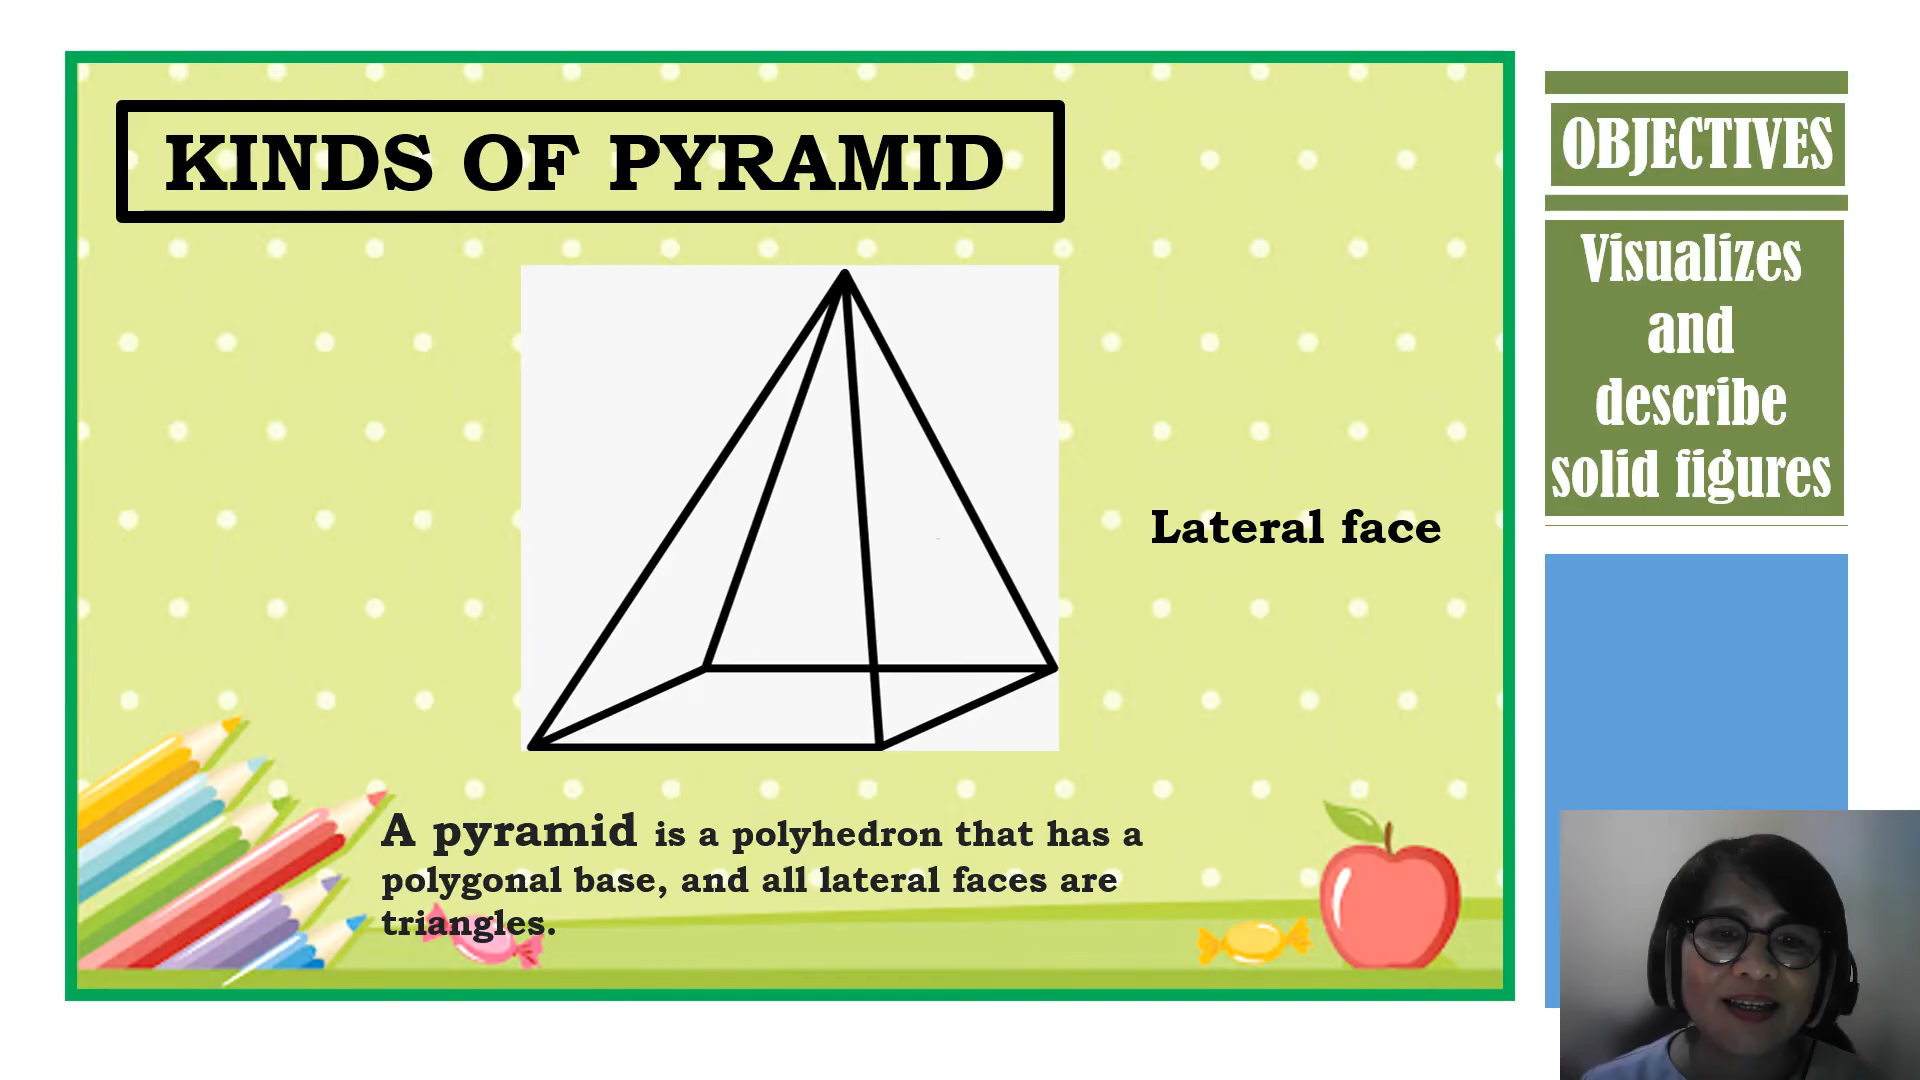 KINDS OF PYRAMID
Lateral face
A pyramid is a polyhedron that has a
polygonal base, and all lateral faces are
triangles.
OBJECTIVES
Visualizes
and
describe
solid figures